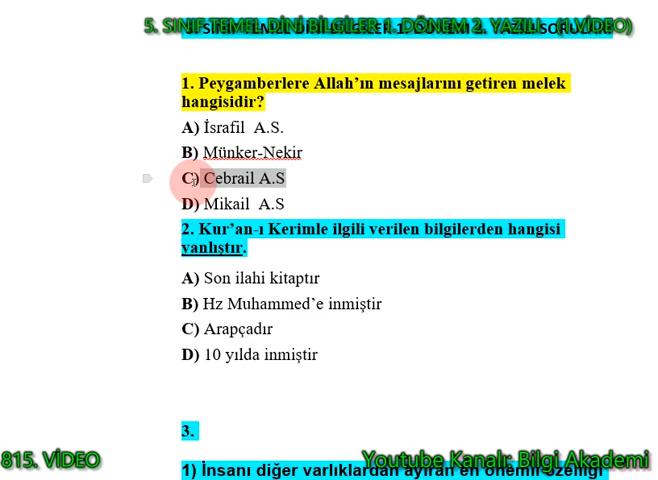 5. SINIF TEMEL DİNİ BİLGİLER 1. DÖNEM 2. YAZILI (1.VİDEO)
1. Peygamberlere Allah’ın mesajlarını getiren melek
hangisidir?
A) İsrafil A.S.
B) Münker-Nekir
C) Cebrail A.S
D) Mikail A.S
2. Kur’an-ı Kerimle ilgili verilen bilgilerden hangisi
yanlıştır.
A) Son ilahi kitaptır
B) Hz Muhammed’e inmiştir
C) Arapçadır
D) 10 yılda inmiştir
3.
815. VİDEO
Youtube Kanalı: Bilgi Akademi
1) İnsanı diğer varlıklardan ayıran en önemli özelliği